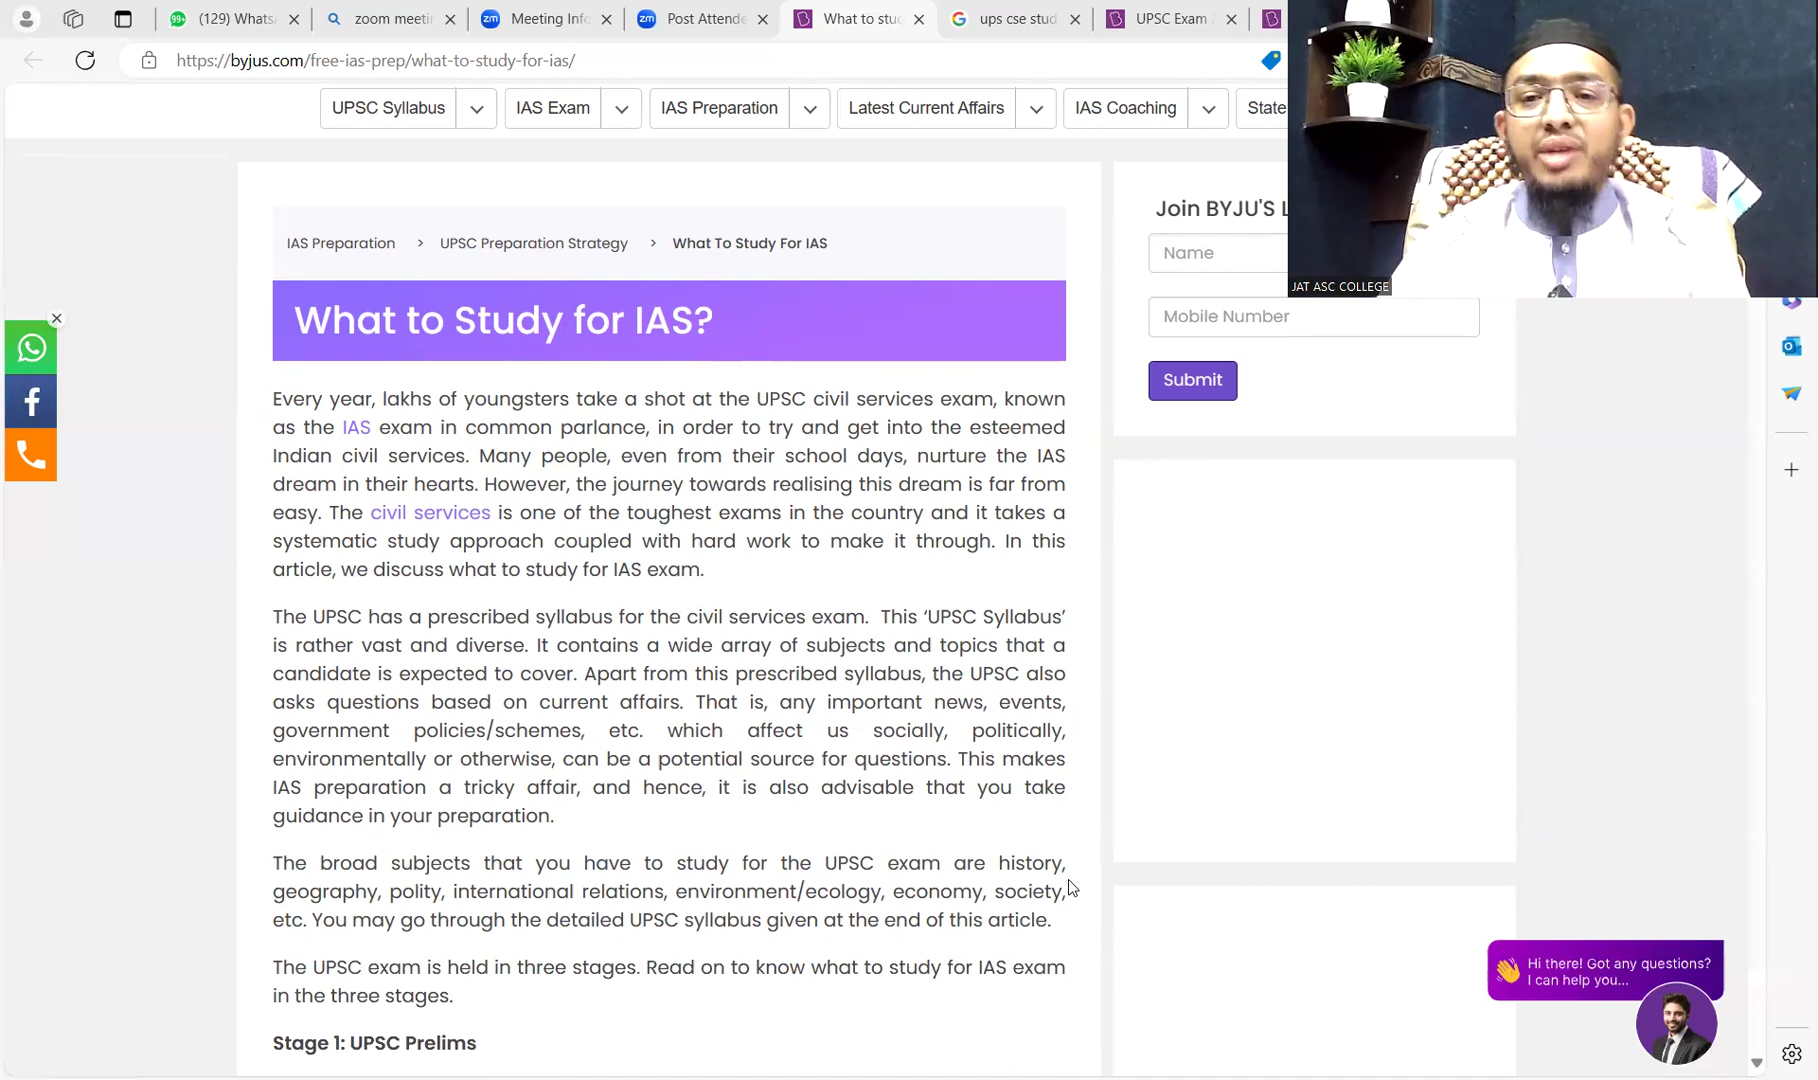 (129) Whats
zoom meeti
Meeting Info
Post Attende
What to stu
ups cse stud
UPSC Exam
https://byjus.com/free-ias-prep/what-to-study-for-ias/
UPSC Syllabus
IAS Exam
IAS Preparation
Latest Current Affairs
IAS Coaching
State
IAS Preparation > UPSC Preparation Strategy > What To Study For IAS
What to Study for IAS?
Every year, lakhs of youngsters take a shot at the UPSC civil services exam, known
as the IAS exam in common parlance, in order to try and get into the esteemed
Indian civil services. Many people, even from their school days, nurture the IAS
dream in their hearts. However, the journey towards realising this dream is far from
easy. The civil services is one of the toughest exams in the country and it takes a
systematic study approach coupled with hard work to make it through. In this
article, we discuss what to study for IAS exam.
The UPSC has a prescribed syllabus for the civil services exam. This ‘UPSC Syllabus’
is rather vast and diverse. It contains a wide array of subjects and topics that a
candidate is expected to cover. Apart from this prescribed syllabus, the UPSC also
asks questions based on current affairs. That is, any important news, events,
government policies/schemes, etc. which affect us socially, politically,
environmentally or otherwise, can be a potential source for questions. This makes
IAS preparation a tricky affair, and hence, it is also advisable that you take
guidance in your preparation.
The broad subjects that you have to study for the UPSC exam are history,
geography, polity, international relations, environment/ecology, economy, society,
etc. You may go through the detailed UPSC syllabus given at the end of this article.
The UPSC exam is held in three stages. Read on to know what to study for IAS exam
in the three stages.
Stage 1: UPSC Prelims
Join BYJU'S L
Name
Mobile Number
Submit
JAT ASC COLLEGE
Hi there! Got any questions?
I can help you...